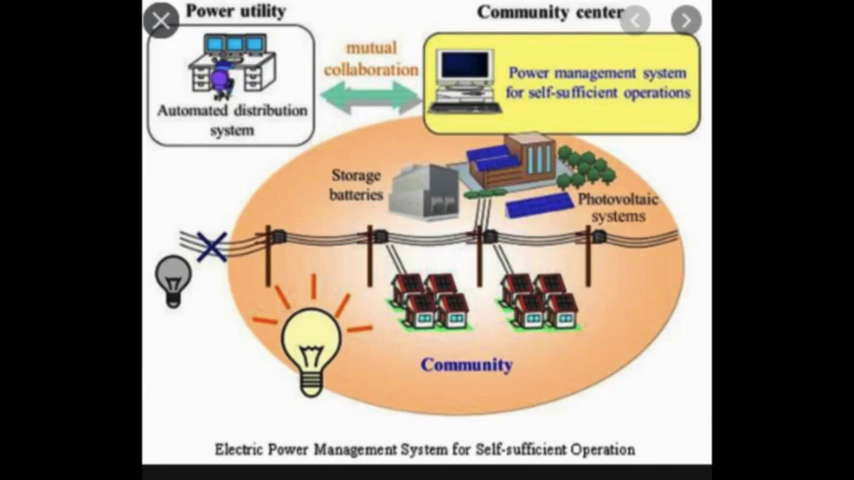 Power utility
Community center
mutual
collaboration
Power management system
for self-sufficient operations
Automated distribution
system
Storage
batteries
Photovoltaic
systems
Community
Electric Power Management System for Self-sufficient Operation